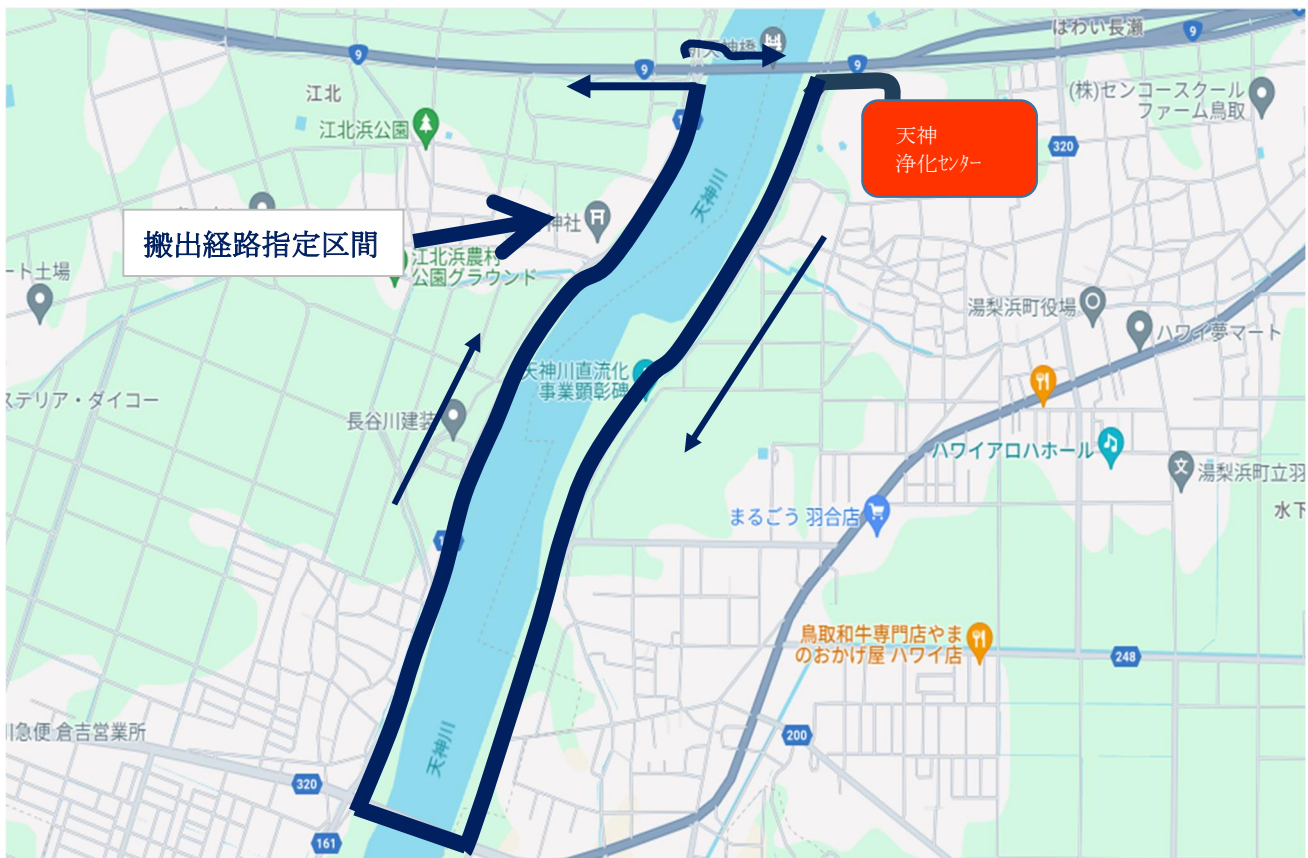 はわい長瀬
9
9
天神橋
9
9
江北
江北浜公園
(株)センコースクール
ファーム鳥取
天神
浄化センター
320
天神川
神社
搬出経路指定区間
江北浜農村
公園グラウンド
ート土場
湯梨浜町役場
ハワイ夢マート
天神川直流化
事業顕彰碑
ステリア・ダイコー
長谷川建装
ハワイアロハホール
湯梨浜町立羽
水下
まるごう 羽合店
鳥取和牛専門店やま
のおかげ屋 ハワイ店
248
川急便 倉吉営業所
天神川
200
320
161